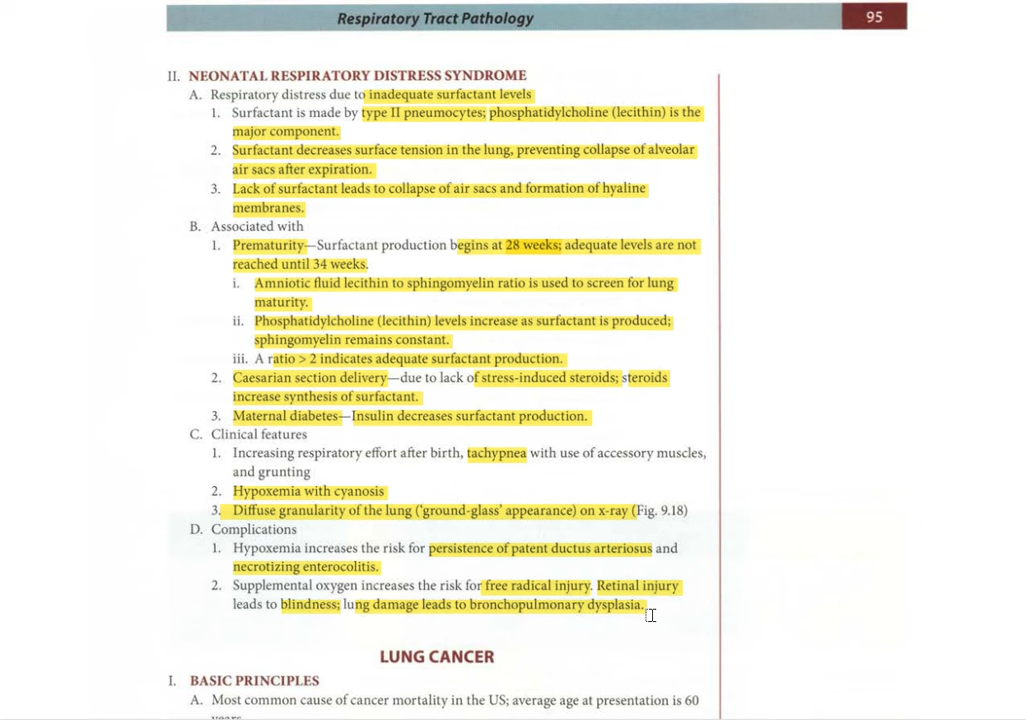 Respiratory Tract Pathology
95
II. NEONATAL RESPIRATORY DISTRESS SYNDROME
A. Respiratory distress due to inadequate surfactant levels
1. Surfactant is made by type II pneumocytes; phosphatidylcholine (lecithin) is the
major component.
2. Surfactant decreases surface tension in the lung, preventing collapse of alveolar
air sacs after expiration.
3. Lack of surfactant leads to collapse of air sacs and formation of hyaline
membranes.
B. Associated with
1. Prematurity—Surfactant production begins at 28 weeks; adequate levels are not
reached until 34 weeks.
i. Amniotic fluid lecithin to sphingomyelin ratio is used to screen for lung
maturity.
ii. Phosphatidylcholine (lecithin) levels increase as surfactant is produced;
sphingomyelin remains constant.
iii. A ratio > 2 indicates adequate surfactant production.
2. Caesarian section delivery—due to lack of stress-induced steroids; steroids
increase synthesis of surfactant.
3. Maternal diabetes—Insulin decreases surfactant production.
C. Clinical features
1. Increasing respiratory effort after birth, tachypnea with use of accessory muscles,
and grunting
2. Hypoxemia with cyanosis
3. Diffuse granularity of the lung ('ground-glass' appearance) on x-ray (Fig. 9.18)
D. Complications
1. Hypoxemia increases the risk for persistence of patent ductus arteriosus and
necrotizing enterocolitis.
2. Supplemental oxygen increases the risk for free radical injury. Retinal injury
leads to blindness; lung damage leads to bronchopulmonary dysplasia.
LUNG CANCER
I. BASIC PRINCIPLES
A. Most common cause of cancer mortality in the US; average age at presentation is 60
years